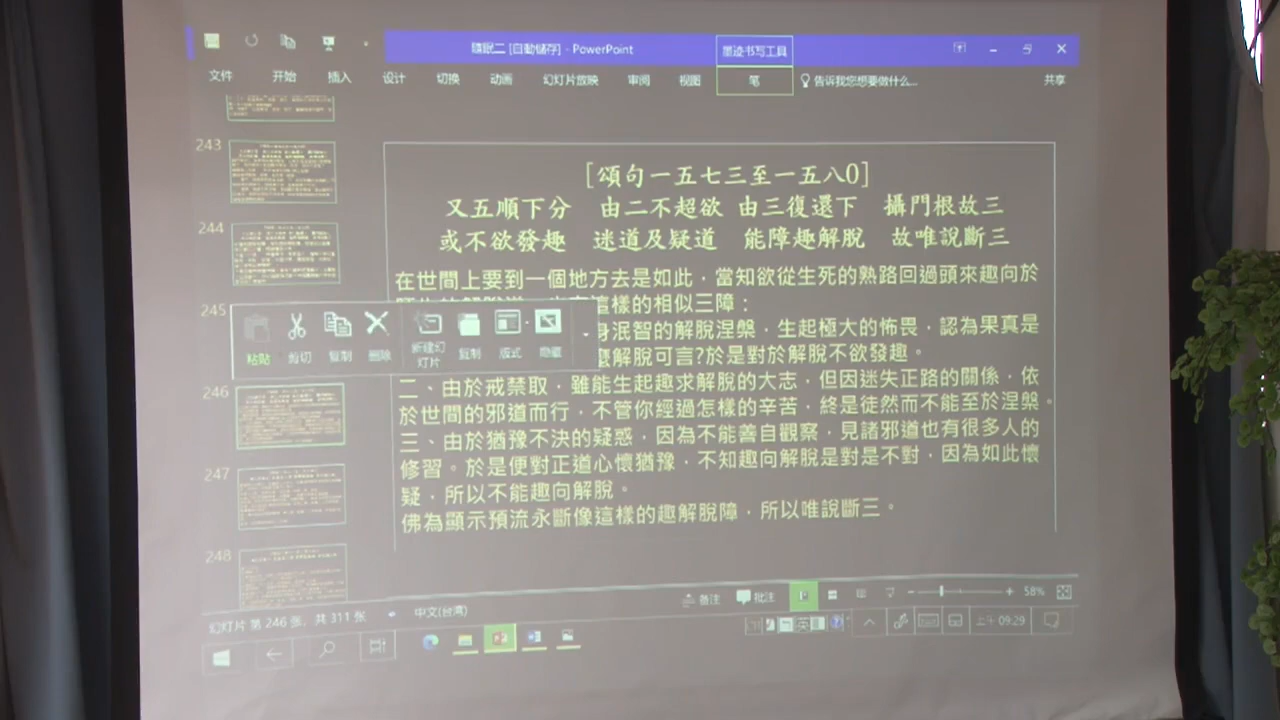 隨眠二 [自動儲存] - PowerPoint
墨迹书写工具
文件 开始 插入 设计 切换 动画 幻灯片放映 审阅 视图 笔 告诉我您想要做什么... 共享
243
244
245
246
247
248
[頌句一五七三至一五八0]
又五順下分 由二不超欲 由三復還下 攝門根故三
或不欲發趣 迷道及疑道 能障趣解脫 故唯說斷三
在世間上要到一個地方去是如此，當知欲從生死的熟路回過頭來趣向於
這樣的相似三障：
身泯智的解脫涅槃，生起極大的怖畏，認為果真是
麼解脫可言?於是對於解脫不欲發趣。
二、由於戒禁取，雖能生起趣求解脫的大志，但因迷失正路的關係，依
於世間的邪道而行，不管你經過怎樣的辛苦，終是徒然而不能至於涅槃。
三、由於猶豫不決的疑惑，因為不能善自觀察，見諸邪道也有很多人的
修習。於是便對正道心懷猶豫，不知趣向解脫是對是不對，因為如此懷
疑，所以不能趣向解脫。
佛為顯示預流永斷像這樣的趣解脫障，所以唯說斷三。
粘贴 剪切 复制 删除 新建幻灯片 复制 版式 隐藏
幻灯片 第 246 张，共 311 张 中文(台湾) 备注 批注 58%
英 上午 09:29